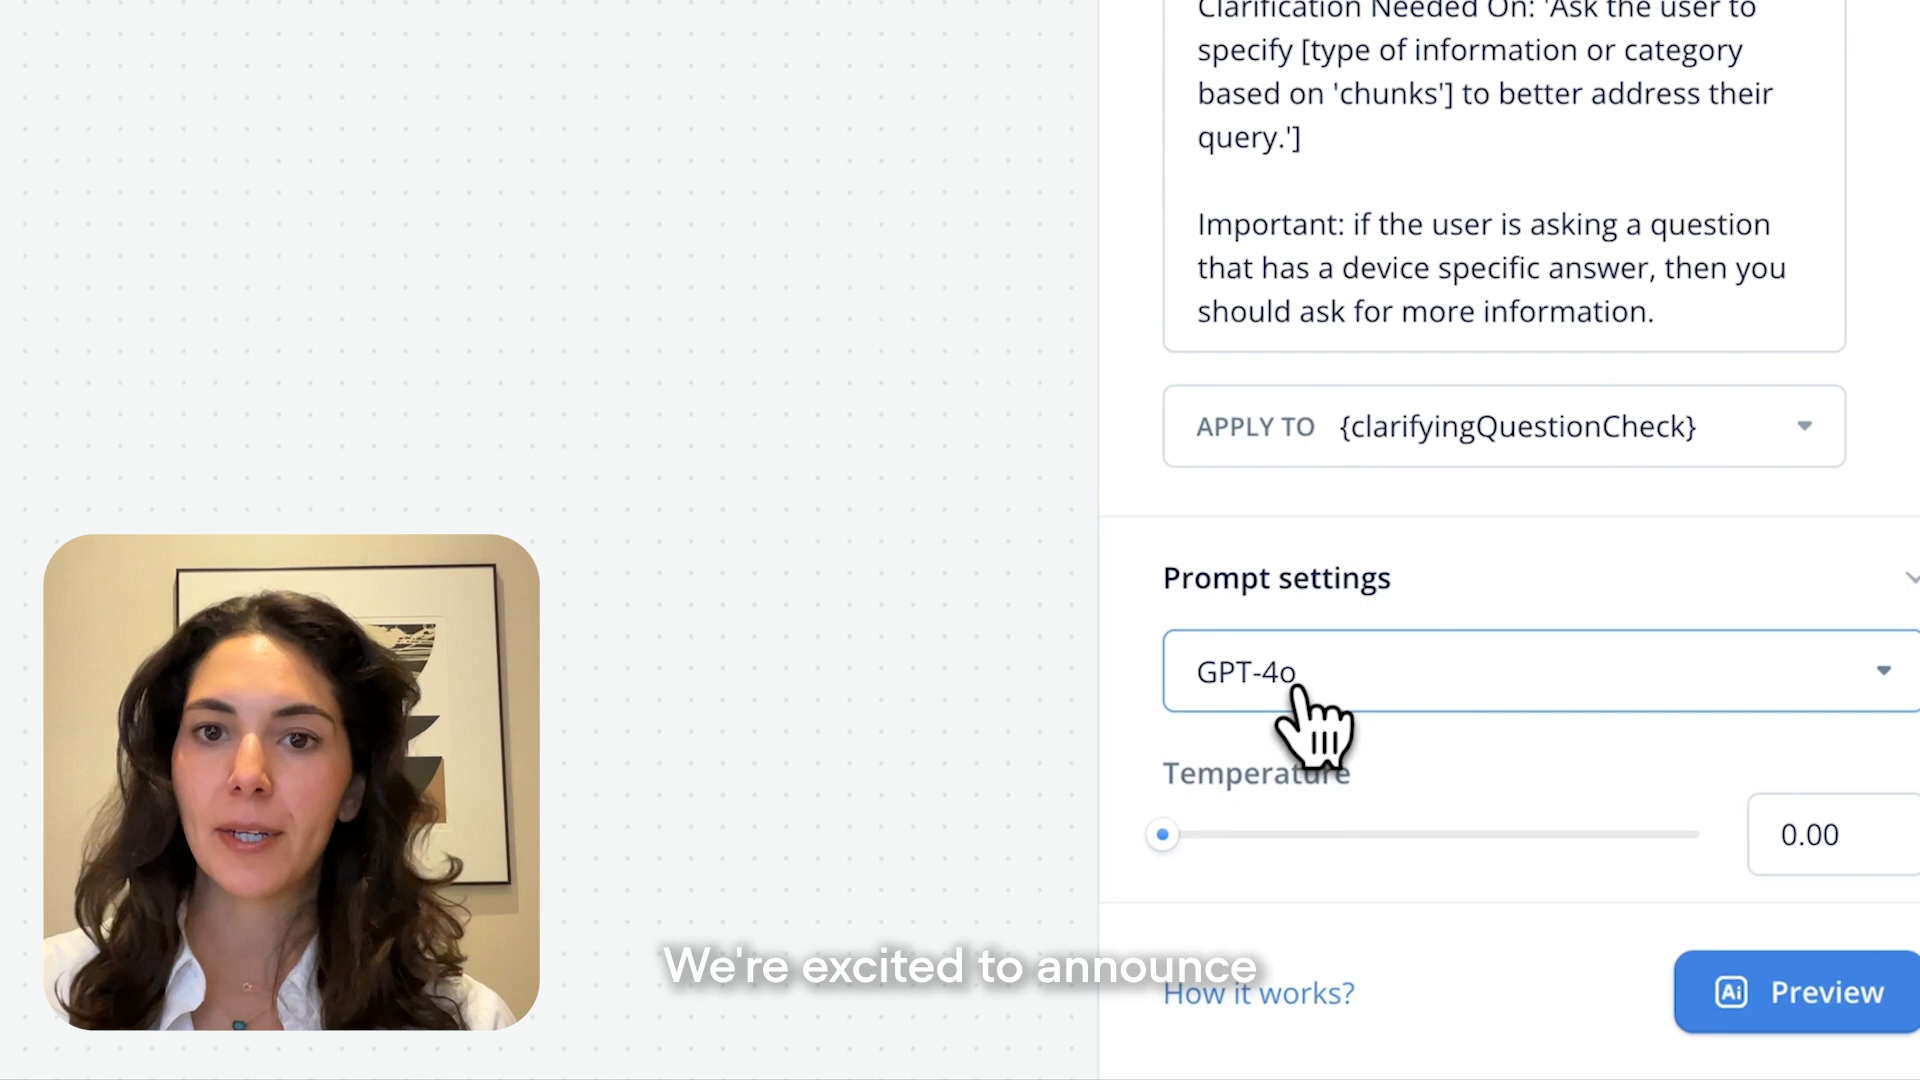 Clarification Needed On: 'Ask the user to
specify [type of information or category
based on 'chunks'] to better address their
query.']
Important: if the user is asking a question
that has a device specific answer, then you
should ask for more information.
APPLY TO {clarifyingQuestionCheck}
Prompt settings
GPT-4o
Temperature
0.00
We're excited to announce
How it works?
Ai Preview